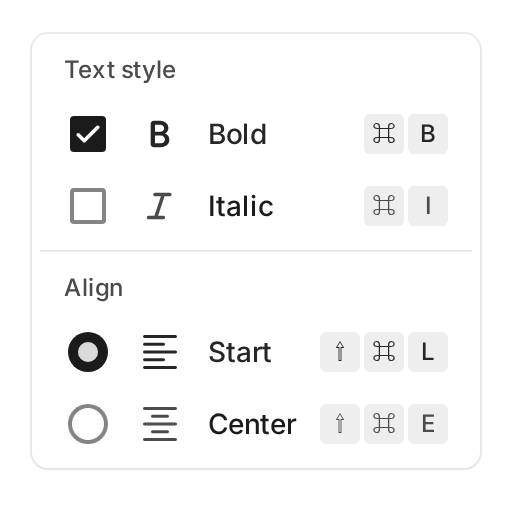 Text style
B Bold ⌘ B
I Italic ⌘ I
Align
Start ⇧ ⌘ L
Center ⇧ ⌘ E